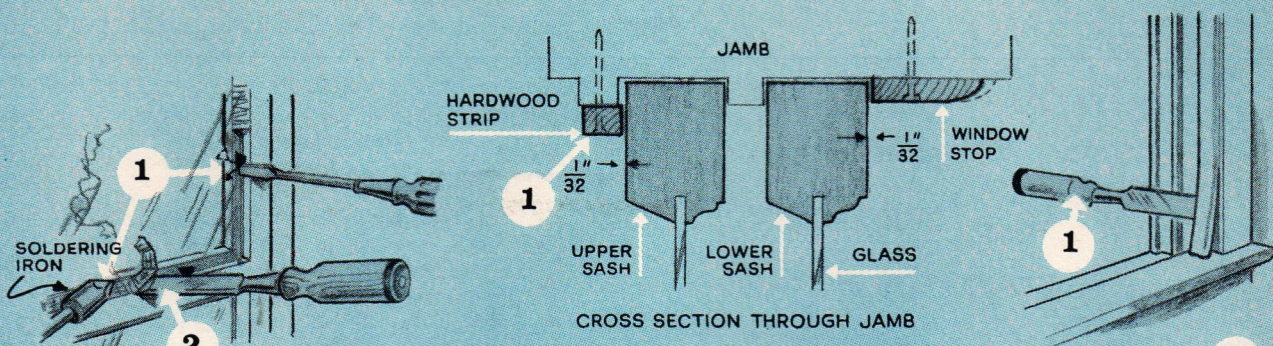 1
SOLDERING
IRON
2
JAMB
HARDWOOD
STRIP
1"
32
1
1"
32
WINDOW
STOP
UPPER
SASH
LOWER
SASH
GLASS
CROSS SECTION THROUGH JAMB
1